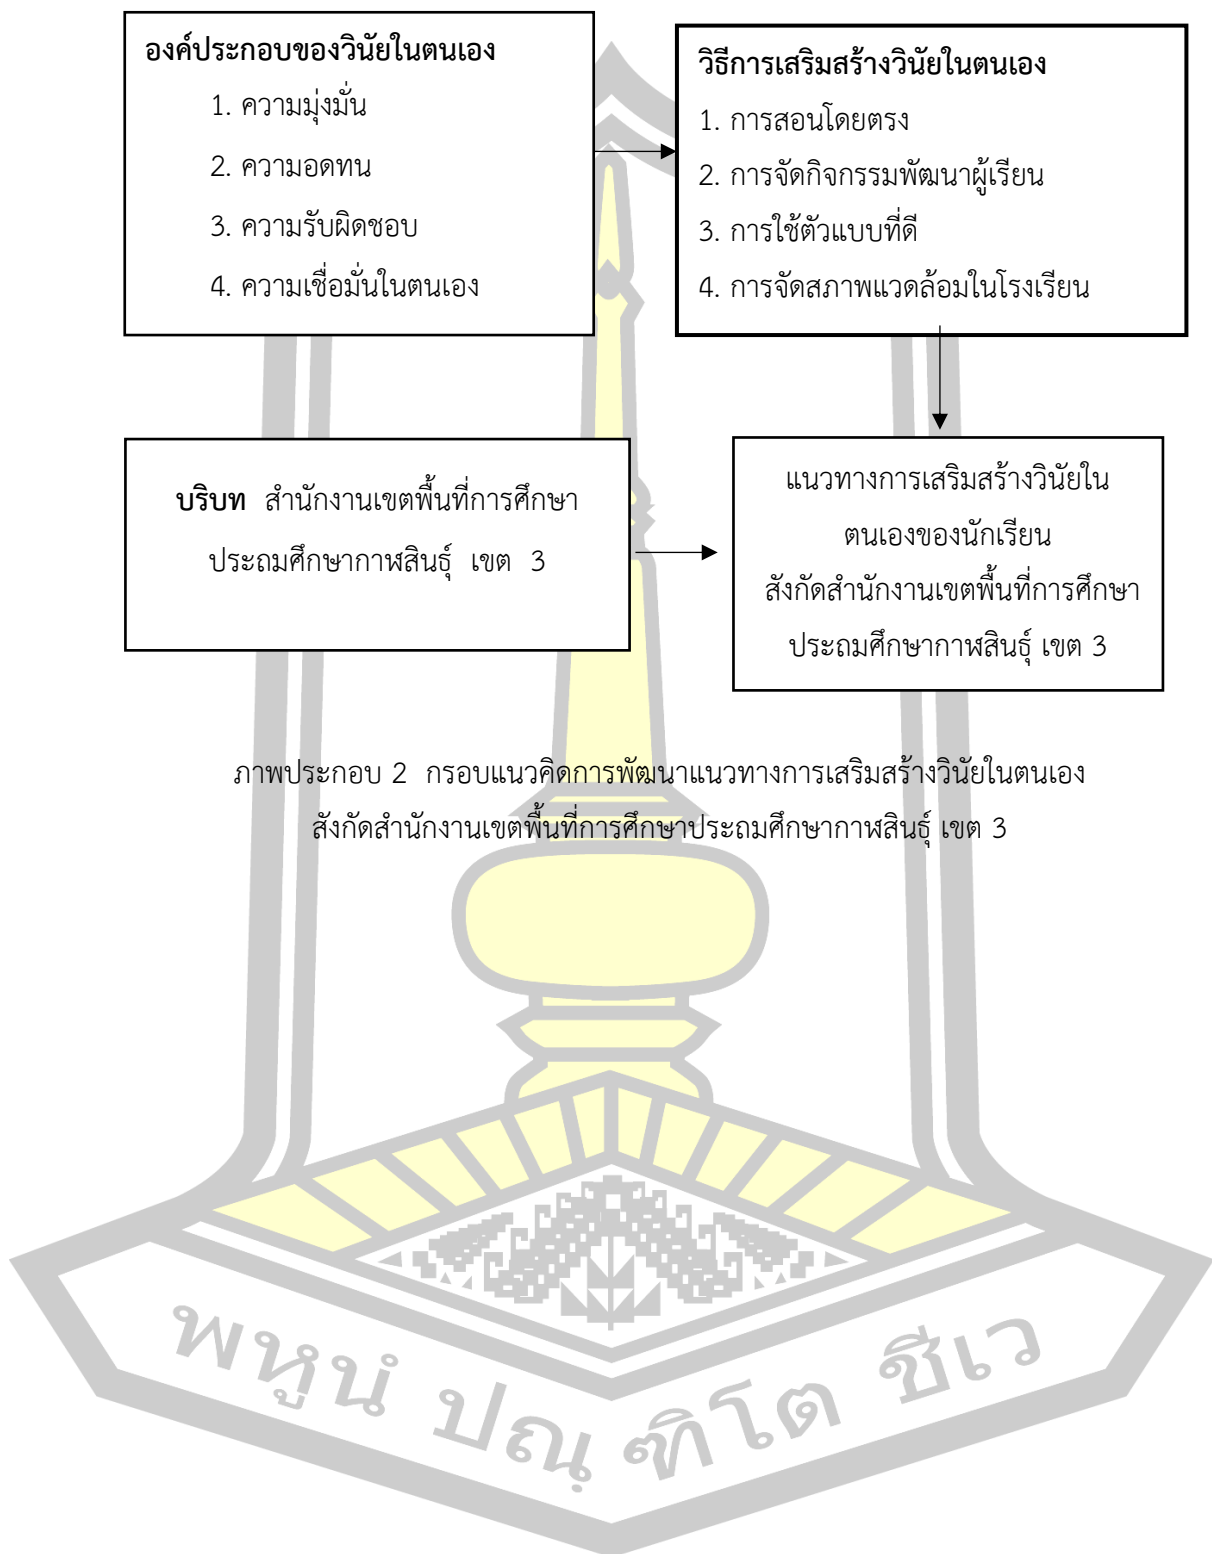 องค์ประกอบของวินัยในตนเอง
1. ความมุ่งมั่น
2. ความอดทน
3. ความรับผิดชอบ
4. ความเชื่อมั่นในตนเอง
วิธีการเสริมสร้างวินัยในตนเอง
1. การสอนโดยตรง
2. การจัดกิจกรรมพัฒนาผู้เรียน
3. การใช้ตัวแบบที่ดี
4. การจัดสภาพแวดล้อมในโรงเรียน
บริบท สำนักงานเขตพื้นที่การศึกษา
ประถมศึกษากาฬสินธุ์ เขต 3
แนวทางการเสริมสร้างวินัยใน
ตนเองของนักเรียน
สังกัดสำนักงานเขตพื้นที่การศึกษา
ประถมศึกษากาฬสินธุ์ เขต 3
ภาพประกอบ 2 กรอบแนวคิดการพัฒนาแนวทางการเสริมสร้างวินัยในตนเอง
สังกัดสำนักงานเขตพื้นที่การศึกษาประถมศึกษากาฬสินธุ์ เขต 3
พหูนํ ปณฺฑิโต ชีเว